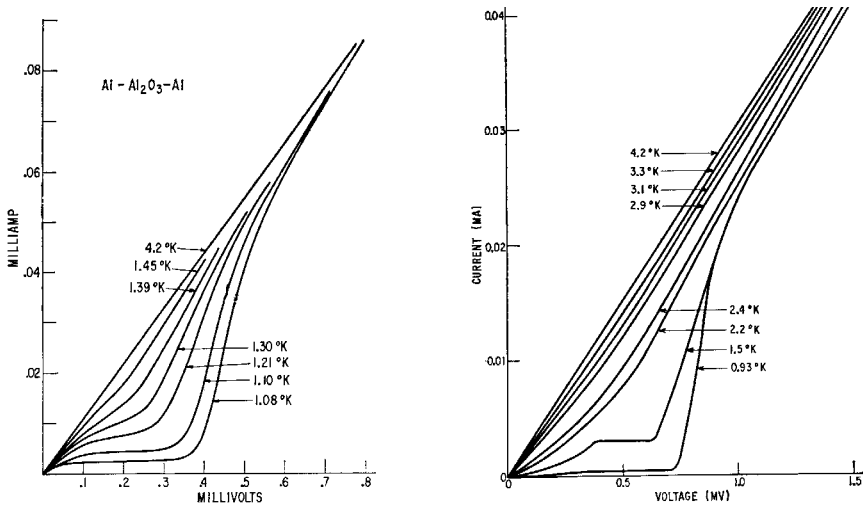 Al – Al₂O₃–Al
.08
.06
.04
.02
0
.1
.2
.3
.4
.5
.6
.7
.8
MILLIAMP
MILLIVOLTS
4.2 °K
1.45 °K
1.39 °K
1.30 °K
1.21 °K
1.10 °K
1.08 °K
0.04
0.03
0.02
0.01
0
0
0.5
1.0
1.5
CURRENT (MA)
VOLTAGE (MV)
4.2 °K
3.3 °K
3.1 °K
2.9 °K
2.4 °K
2.2 °K
1.5 °K
0.93 °K